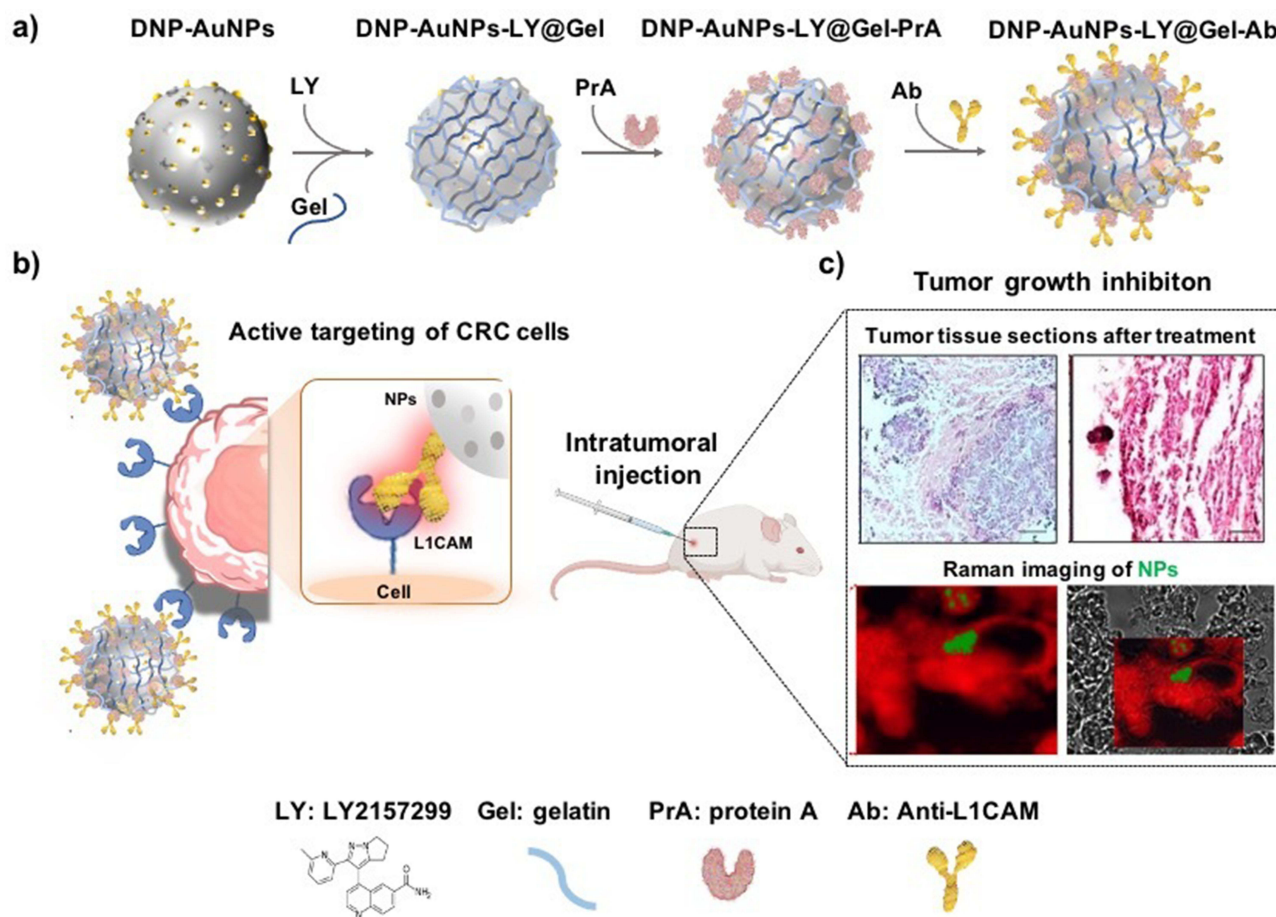 a)
DNP-AuNPs
DNP-AuNPs-LY@Gel
DNP-AuNPs-LY@Gel-PrA
DNP-AuNPs-LY@Gel-Ab
LY
Gel
PrA
Ab
b)
Active targeting of CRC cells
NPs
L1CAM
Cell
Intratumoral
injection
c)
Tumor growth inhibiton
Tumor tissue sections after treatment
Raman imaging of NPs
LY: LY2157299
Gel: gelatin
PrA: protein A
Ab: Anti-L1CAM
N
N
N
O
NH2
N